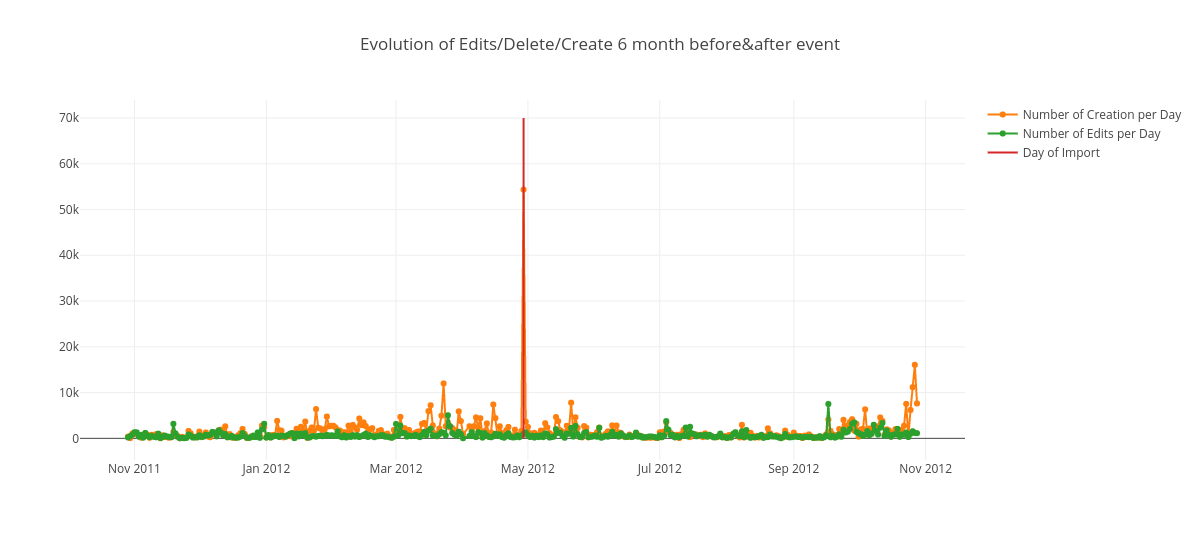 Evolution of Edits/Delete/Create 6 month before&after event
70k
60k
50k
40k
30k
20k
10k
0
Nov 2011
Jan 2012
Mar 2012
May 2012
Jul 2012
Sep 2012
Nov 2012
Number of Creation per Day
Number of Edits per Day
Day of Import